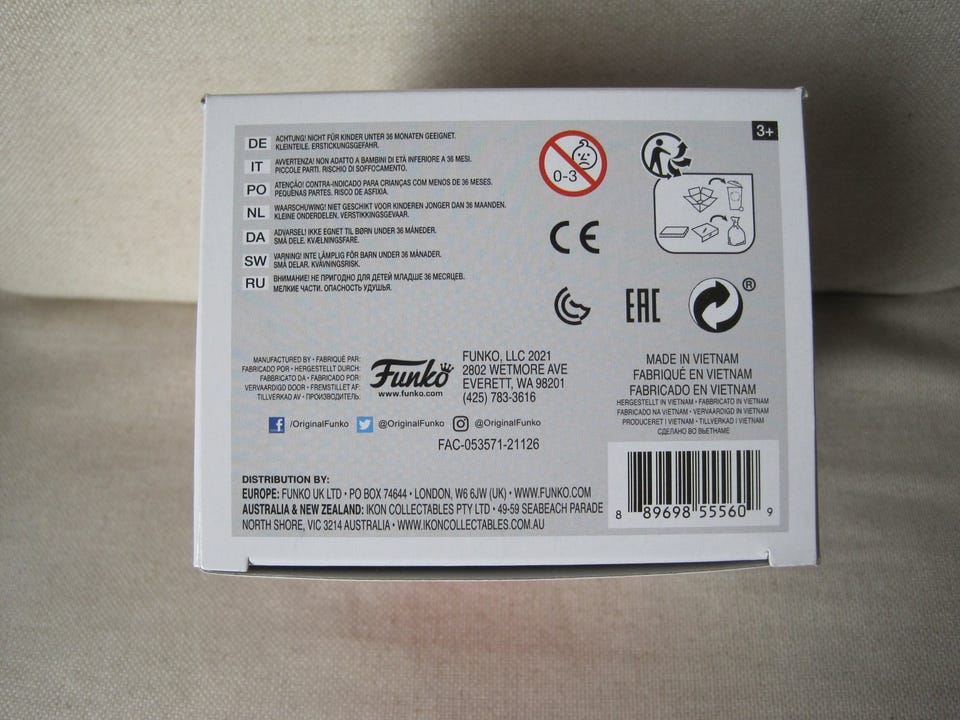 3+
DE ACHTUNG! NICHT FÜR KINDER UNTER 36 MONATEN GEEIGNET.
KLEINTEILE. ERSTICKUNGSGEFAHR.
IT AVVERTENZA! NON ADATTO A BAMBINI DI ETÀ INFERIORE A 36 MESI.
PICCOLE PARTI. RISCHIO DI SOFFOCAMENTO.
PO ATENÇÃO! CONTRA-INDICADO PARA CRIANÇAS COM MENOS DE 36 MESES.
PEQUENAS PARTES. RISCO DE ASFIXIA.
NL WAARSCHUWING! NIET GESCHIKT VOOR KINDEREN JONGER DAN 36 MAANDEN.
KLEINE ONDERDELEN. VERSTIKKINGSGEVAAR.
DA ADVARSEL! IKKE EGNET TIL BØRN UNDER 36 MÅNEDER.
SMÅ DELE. KVÆLNINGSFARE.
SW VARNING! INTE LÄMPLIG FÖR BARN UNDER 36 MÅNADER.
SMÅ DELAR. KVÄVNINGSRISK.
RU ВНИМАНИЕ! НЕ ПРИГОДНО ДЛЯ ДЕТЕЙ МЛАДШЕ 36 МЕСЯЦЕВ.
МЕЛКИЕ ЧАСТИ. ОПАСНОСТЬ УДУШЬЯ.
0-3
CE
EAC
®
MANUFACTURED BY • FABRIQUÉ PAR:
FABRICADO POR • HERGESTELLT DURCH:
FABBRICATO DA • FABRICADO POR:
VERVAARDIGD DOOR • FREMSTILLET AF:
TILLVERKAD AV • ПРОИЗВОДИТЕЛЬ:
Funko
www.funko.com
FUNKO, LLC 2021
2802 WETMORE AVE
EVERETT, WA 98201
(425) 783-3616
MADE IN VIETNAM
FABRIQUÉ EN VIETNAM
FABRICADO EN VIETNAM
HERGESTELLT IN VIETNAM • FABBRICATO IN VIETNAM
FABRICADO NA VIETNAM • VERVAARDIGD IN VIETNAM
PRODUCERET I VIETNAM • TILLVERKAD I VIETNAM
СДЕЛАНО ВО ВЬЕТНАМЕ
/OriginalFunko @OriginalFunko @OriginalFunko
FAC-053571-21126
DISTRIBUTION BY:
EUROPE: FUNKO UK LTD • PO BOX 74644 • LONDON, W6 6JW (UK) • WWW.FUNKO.COM
AUSTRALIA & NEW ZEALAND: IKON COLLECTABLES PTY LTD • 49-59 SEABEACH PARADE
NORTH SHORE, VIC 3214 AUSTRALIA • WWW.IKONCOLLECTABLES.COM.AU
8 89698 55560 9